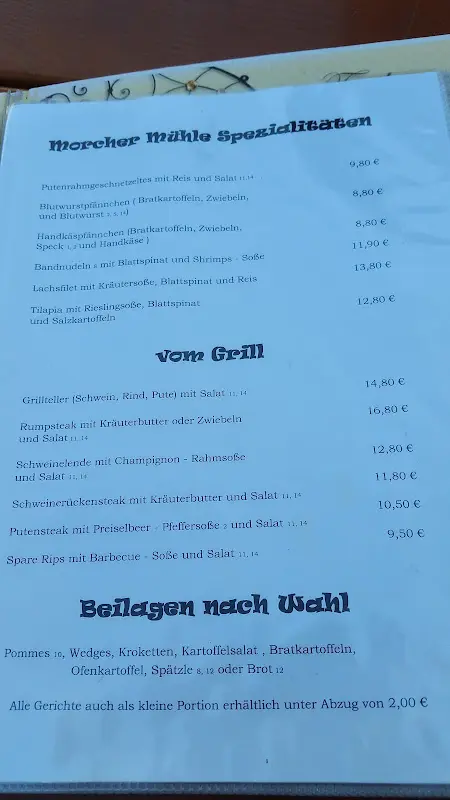 Morcher Mühle Spezialitäten
Putenrahmgeschnetzeltes mit Reis und Salat 11,14 9,80 €
Blutwurstpfännchen ( Bratkartoffeln, Zwiebeln, 8,80 €
und Blutwurst 2, 3, 13)
Handkäspfännchen (Bratkartoffeln, Zwiebeln, 8,80 €
Speck 1, 3 und Handkäse )
Bandnudeln 8 mit Blattspinat und Shrimps - Soße 11,90 €
Lachsfilet mit Kräutersoße, Blattspinat und Reis 13,80 €
Tilapia mit Rieslingsoße, Blattspinat 12,80 €
und Salzkartoffeln
vom Grill
Grillteller (Schwein, Rind, Pute) mit Salat 11, 14 14,80 €
Rumpsteak mit Kräuterbutter oder Zwiebeln 16,80 €
und Salat 11, 14
Schweinelende mit Champignon - Rahmsoße 12,80 €
und Salat 11, 14
Schweinerückensteak mit Kräuterbutter und Salat 11, 14 11,80 €
Putensteak mit Preiselbeer - Pfeffersoße 2 und Salat 11, 14 10,50 €
Spare Rips mit Barbecue - Soße und Salat 11, 14 9,50 €
Beilagen nach Wahl
Pommes 10, Wedges, Kroketten, Kartoffelsalat , Bratkartoffeln,
Ofenkartoffel, Spätzle 8, 12 oder Brot 12
Alle Gerichte auch als kleine Portion erhältlich unter Abzug von 2,00 €